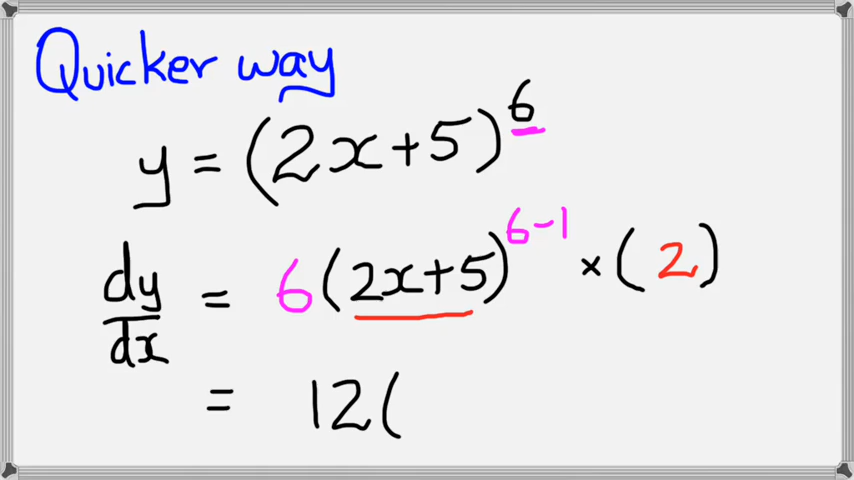 Quicker way
y = (2x+5)^6
dy/dx = 6(2x+5)^6-1 × (2)
= 12(